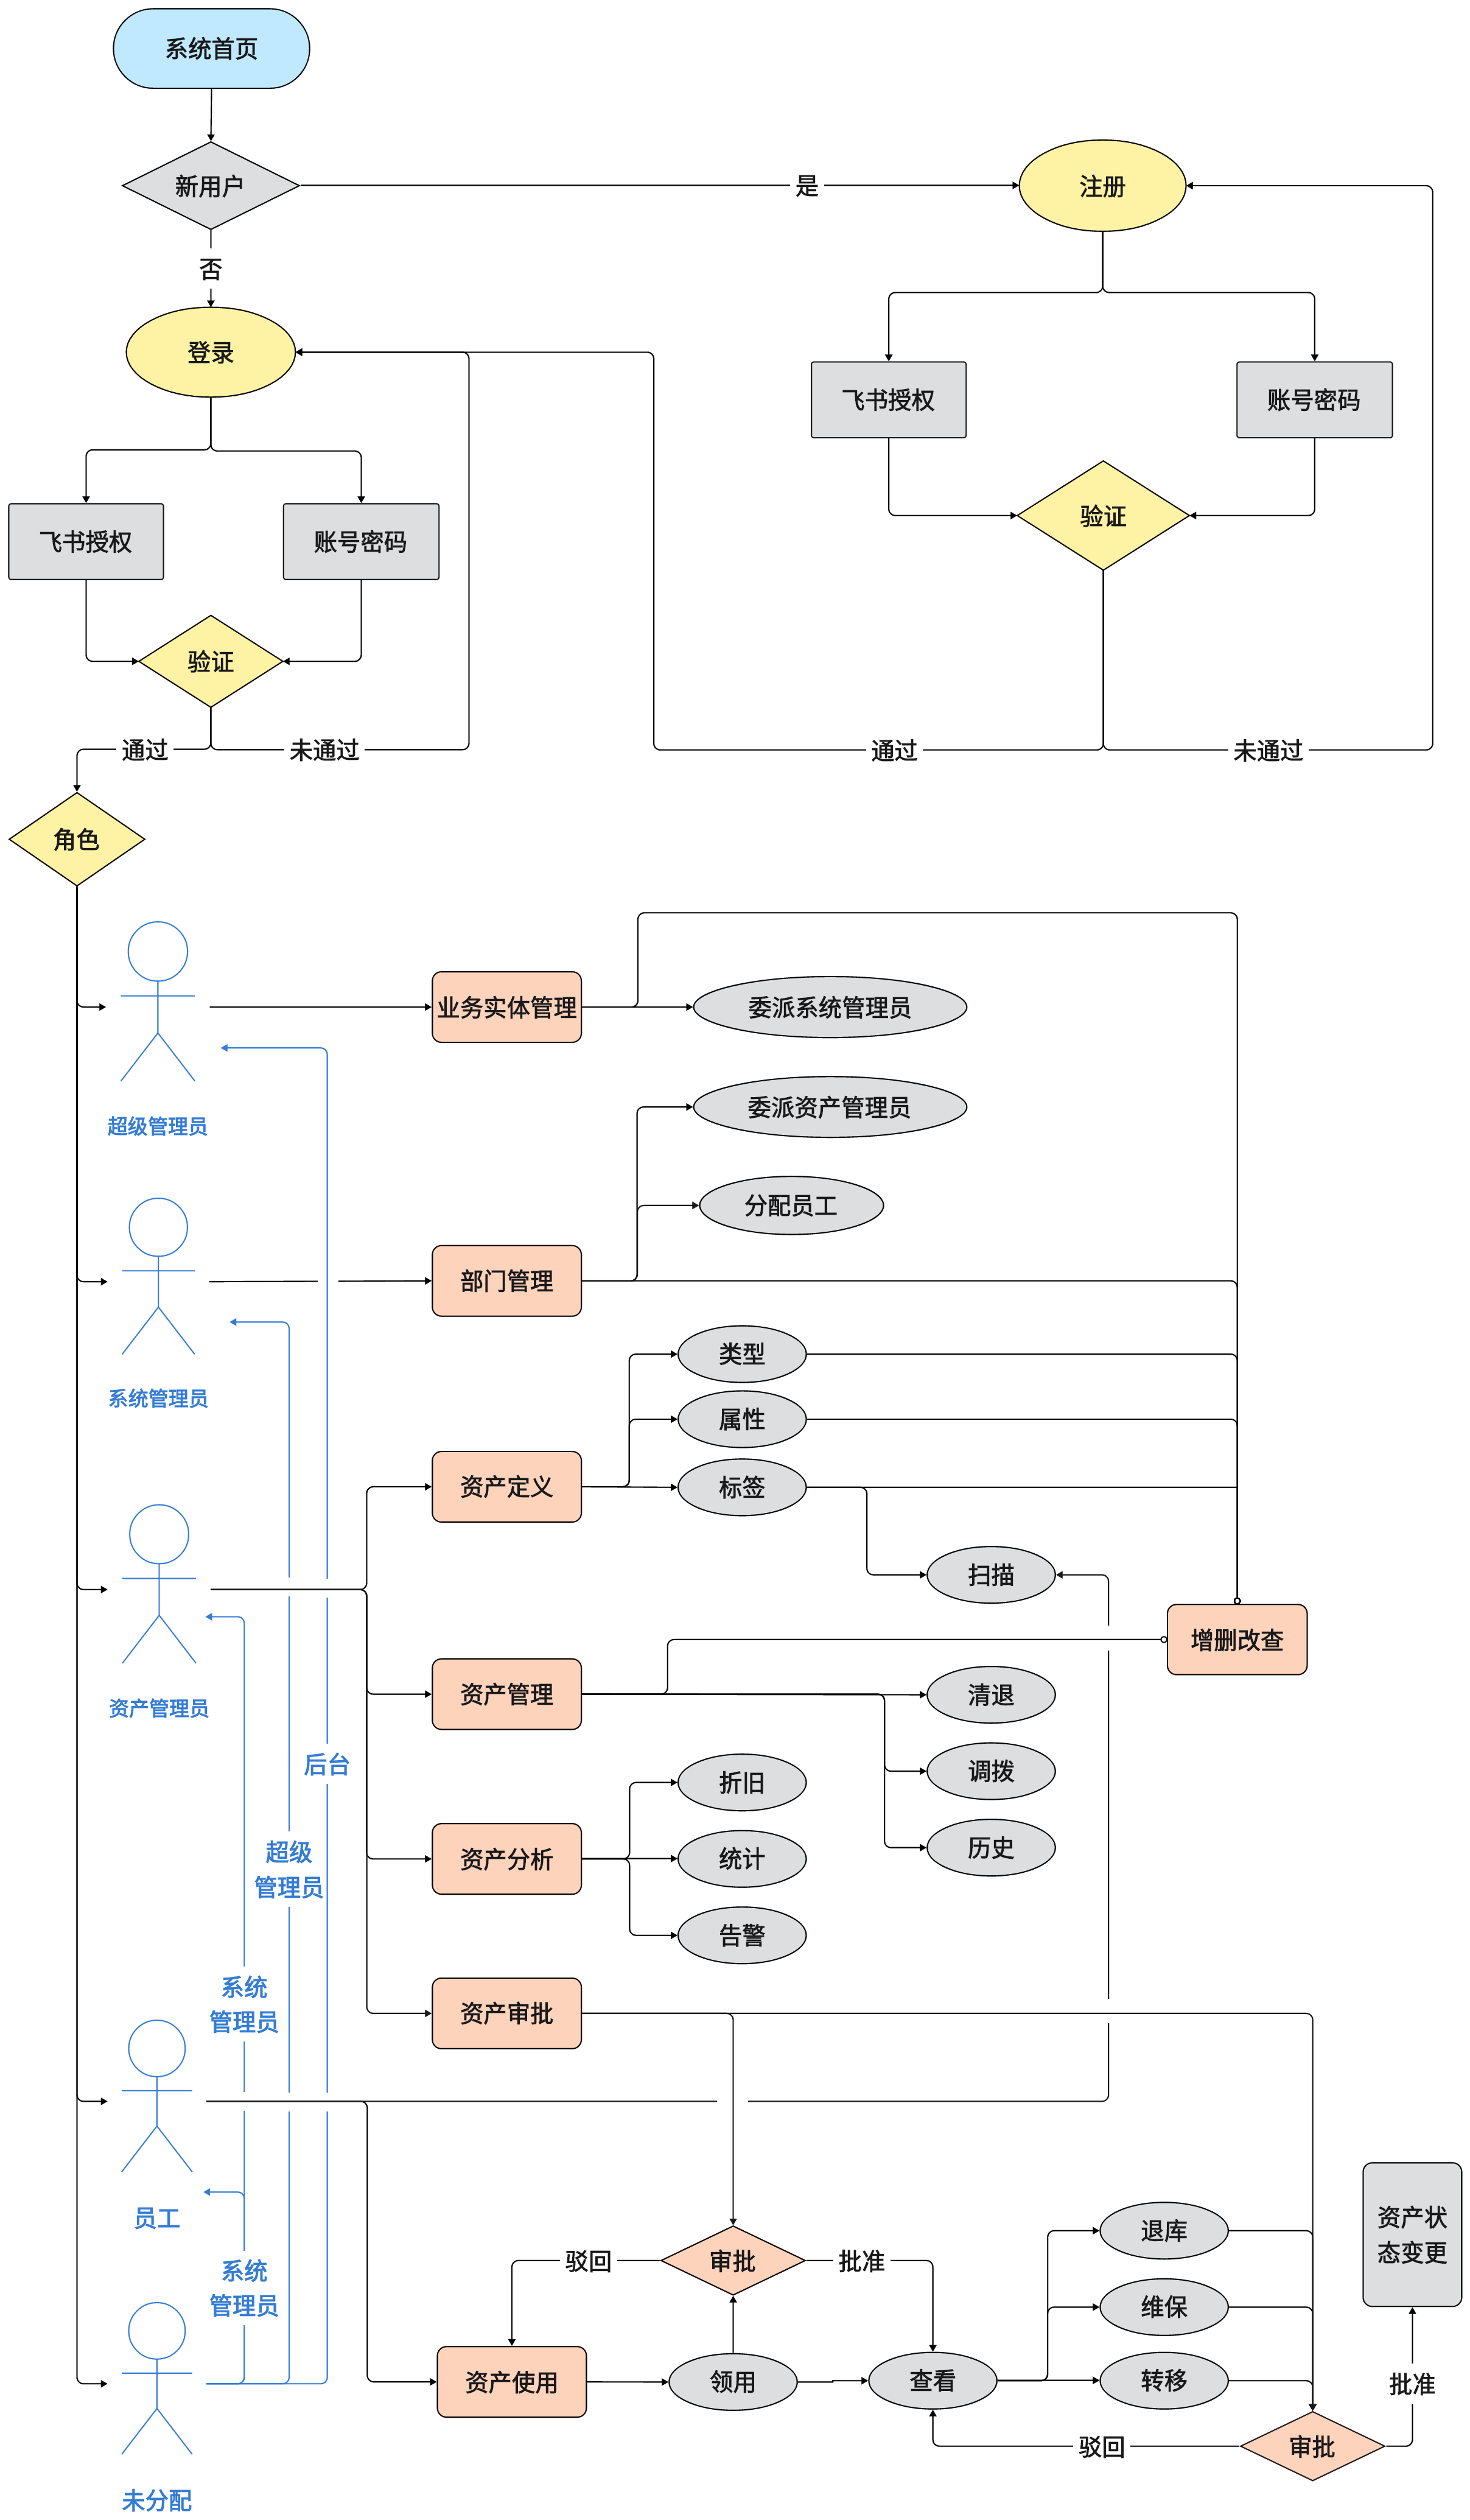 系统首页
新用户
是
注册
否
登录
飞书授权
账号密码
飞书授权
账号密码
验证
验证
通过
未通过
通过
未通过
角色
业务实体管理
委派系统管理员
超级管理员
委派资产管理员
分配员工
部门管理
系统管理员
类型
属性
资产定义
标签
扫描
增删改查
资产管理
清退
资产管理员
后台
调拨
折旧
历史
超级
管理员
资产分析
统计
告警
系统
管理员
资产审批
员工
资产状
态变更
退库
驳回
审批
批准
系统
管理员
维保
资产使用
领用
查看
转移
批准
驳回
审批
未分配